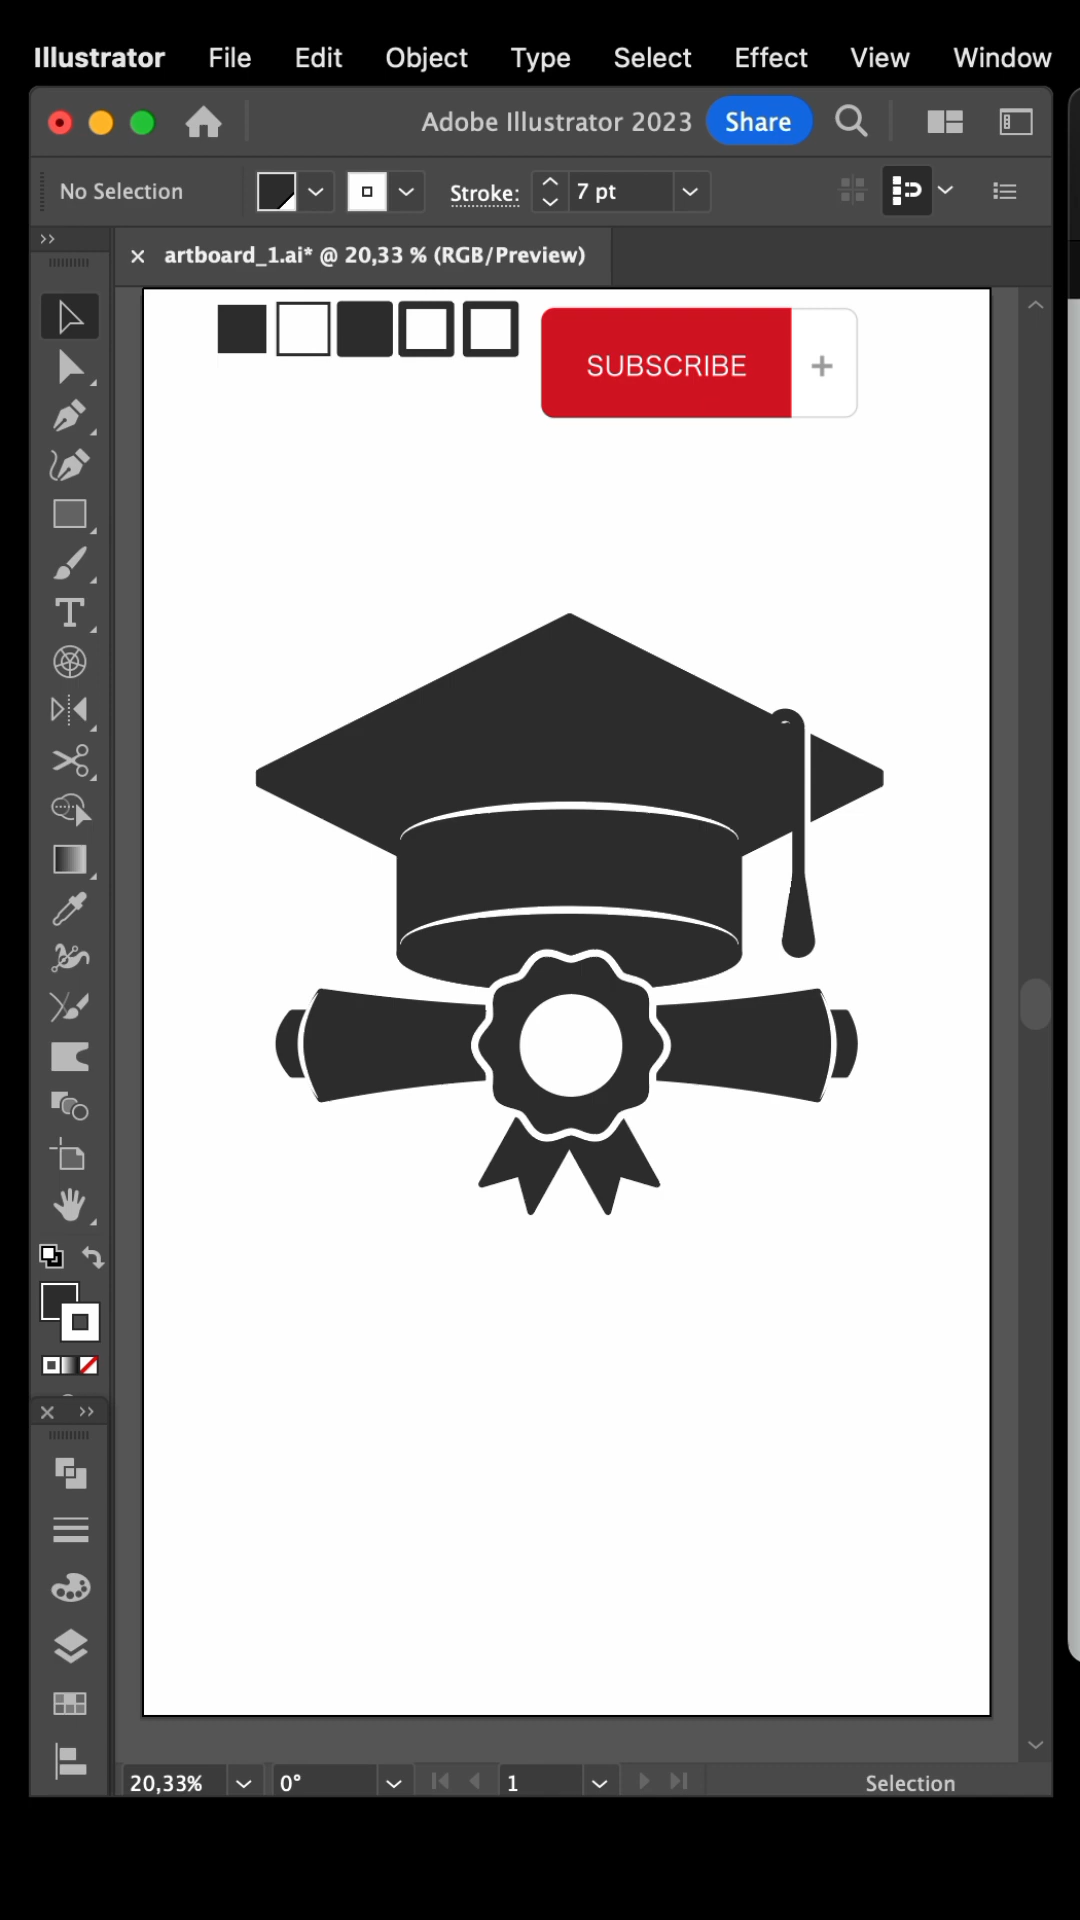 Illustrator File Edit Object Type Select Effect View Window
Adobe Illustrator 2023 Share
No Selection Stroke: 7 pt
× artboard_1.ai* @ 20,33 % (RGB/Preview)
SUBSCRIBE +
20,33% 0° 1 Selection